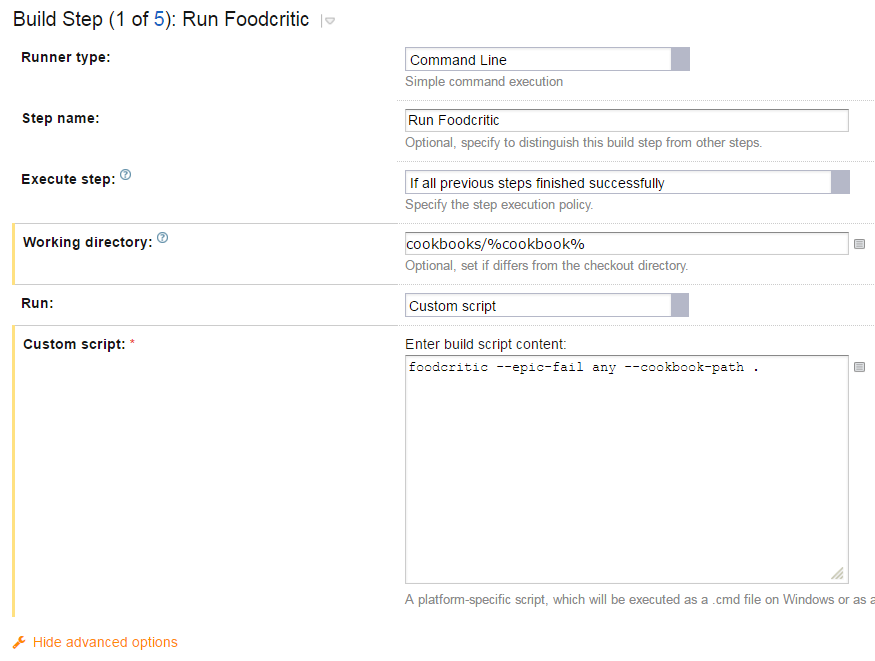 Build Step (1 of 5): Run Foodcritic
Runner type:
Command Line
Simple command execution
Step name:
Run Foodcritic
Optional, specify to distinguish this build step from other steps.
Execute step:
If all previous steps finished successfully
Specify the step execution policy.
Working directory:
cookbooks/%cookbook%
Optional, set if differs from the checkout directory.
Run:
Custom script
Custom script: *
Enter build script content:
foodcritic --epic-fail any --cookbook-path .
A platform-specific script, which will be executed as a .cmd file on Windows or as a
Hide advanced options